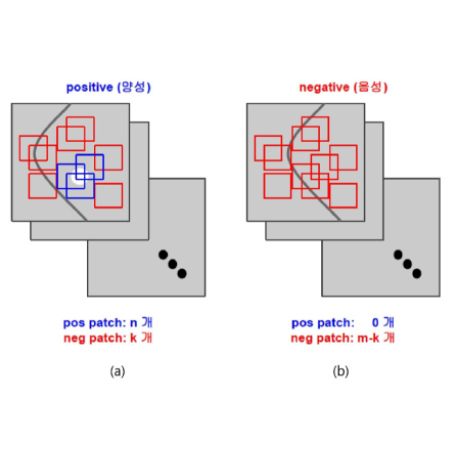 positive (양성)
negative (음성)
pos patch: n 개
neg patch: k 개
pos patch: 0 개
neg patch: m-k 개
(a)
(b)